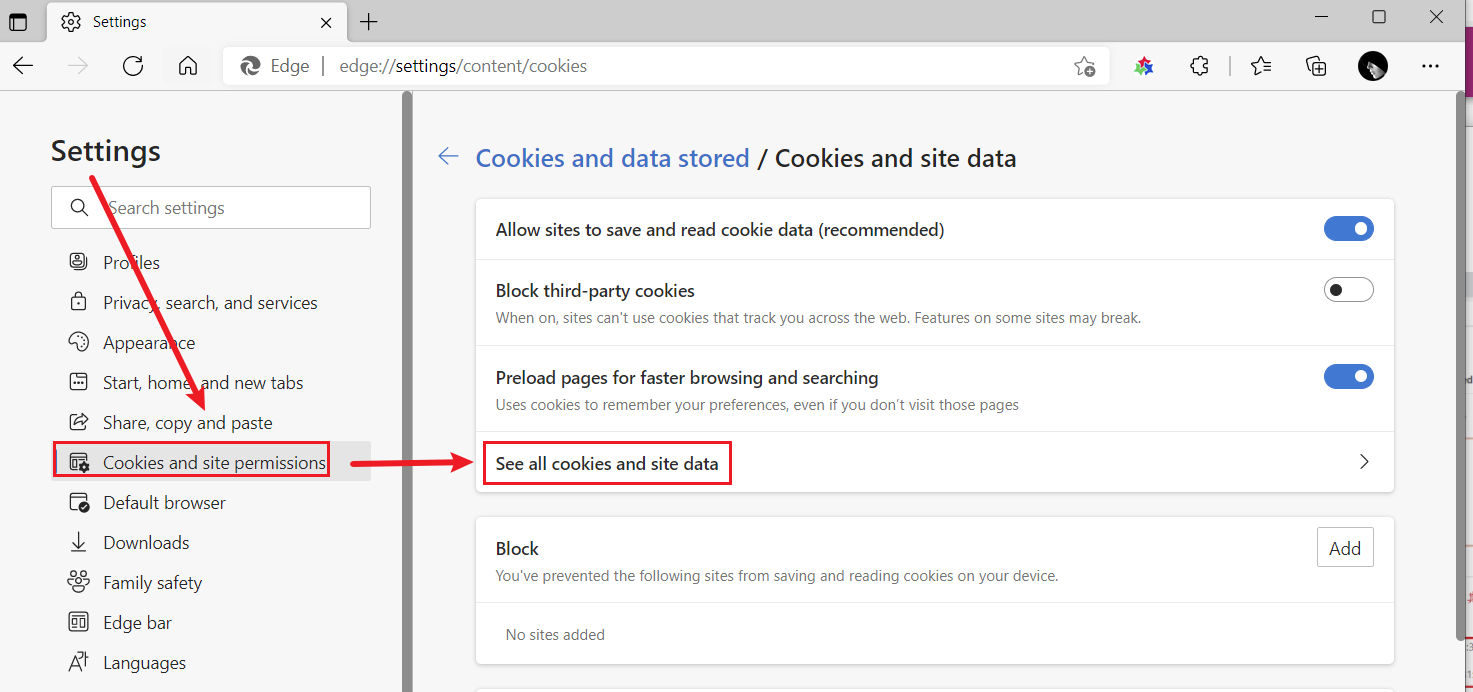 Settings
Edge | edge://settings/content/cookies
Settings
Search settings
Profiles
Privacy, search, and services
Appearance
Start, home, and new tabs
Share, copy and paste
Cookies and site permissions
Default browser
Downloads
Family safety
Edge bar
Languages
Cookies and data stored / Cookies and site data
Allow sites to save and read cookie data (recommended)
Block third-party cookies
When on, sites can't use cookies that track you across the web. Features on some sites may break.
Preload pages for faster browsing and searching
Uses cookies to remember your preferences, even if you don't visit those pages
See all cookies and site data
Block
Add
You've prevented the following sites from saving and reading cookies on your device.
No sites added